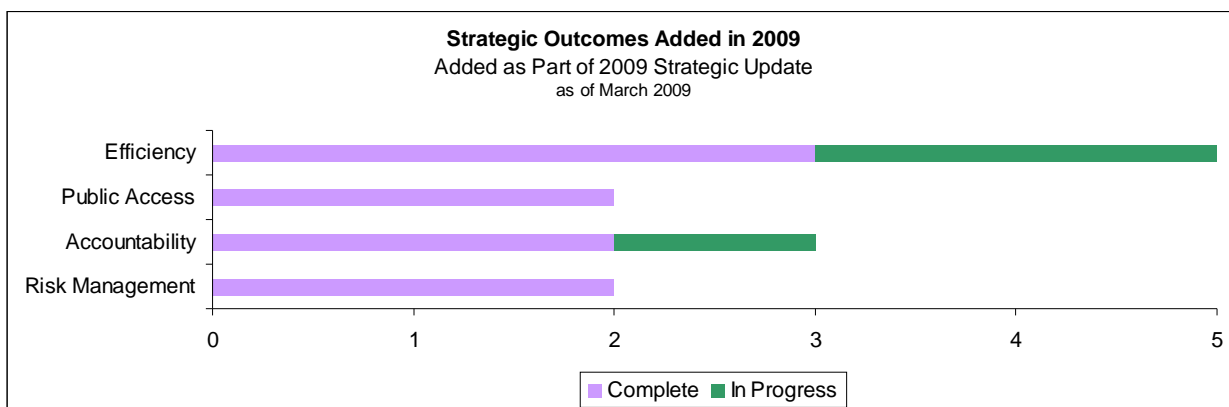 Strategic Outcomes Added in 2009
Added as Part of 2009 Strategic Update
as of March 2009
Efficiency
Public Access
Accountability
Risk Management
0 1 2 3 4 5
Complete In Progress